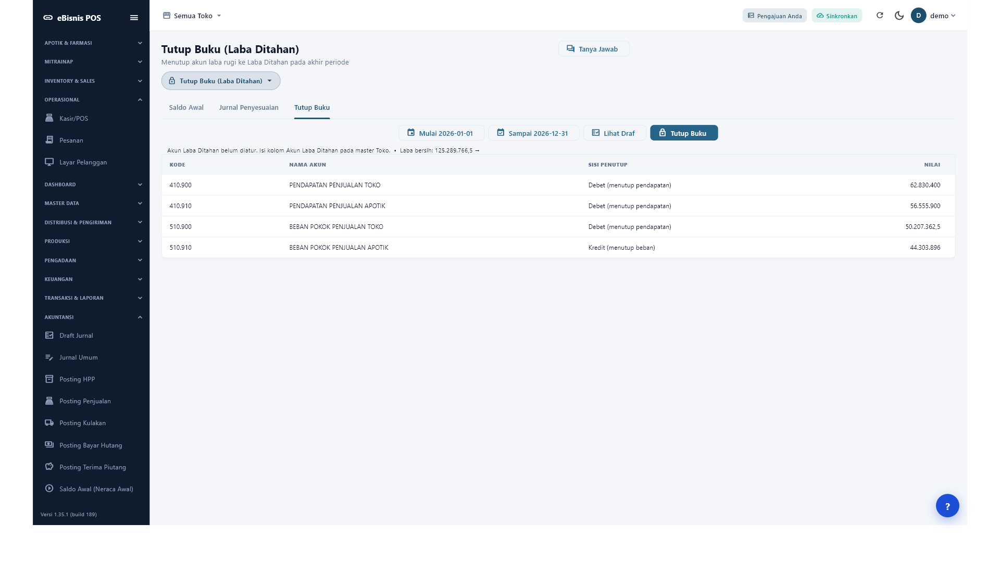 eBisnis POS
Semua Toko
Pengajuan Anda
Sinkronkan
D
demo
APOTIK & FARMASI
MITRAINAP
INVENTORY & SALES
OPERASIONAL
Kasir/POS
Pesanan
Layar Pelanggan
DASHBOARD
MASTER DATA
DISTRIBUSI & PENGIRIMAN
PRODUKSI
PENGADAAN
KEUANGAN
TRANSAKSI & LAPORAN
AKUNTANSI
Draft Jurnal
Jurnal Umum
Posting HPP
Posting Penjualan
Posting Kulakan
Posting Bayar Hutang
Posting Terima Piutang
Saldo Awal (Neraca Awal)
Versi 1.35.1 (build 189)
Tutup Buku (Laba Ditahan)
Menutup akun laba rugi ke Laba Ditahan pada akhir periode
Tanya Jawab
Tutup Buku (Laba Ditahan)
Saldo Awal Jurnal Penyesuaian Tutup Buku
Mulai 2026-01-01 Sampai 2026-12-31 Lihat Draf Tutup Buku
Akun Laba Ditahan belum diatur. Isi kolom Akun Laba Ditahan pada master Toko. • Laba bersih: 125.289.766,5 →
KODE NAMA AKUN SISI PENUTUP NILAI
410.900 PENDAPATAN PENJUALAN TOKO Debet (menutup pendapatan) 62.830.400
410.910 PENDAPATAN PENJUALAN APOTIK Debet (menutup pendapatan) 56.555.900
510.900 BEBAN POKOK PENJUALAN TOKO Debet (menutup pendapatan) 50.207.362,5
510.910 BEBAN POKOK PENJUALAN APOTIK Kredit (menutup beban) 44.303.896
?